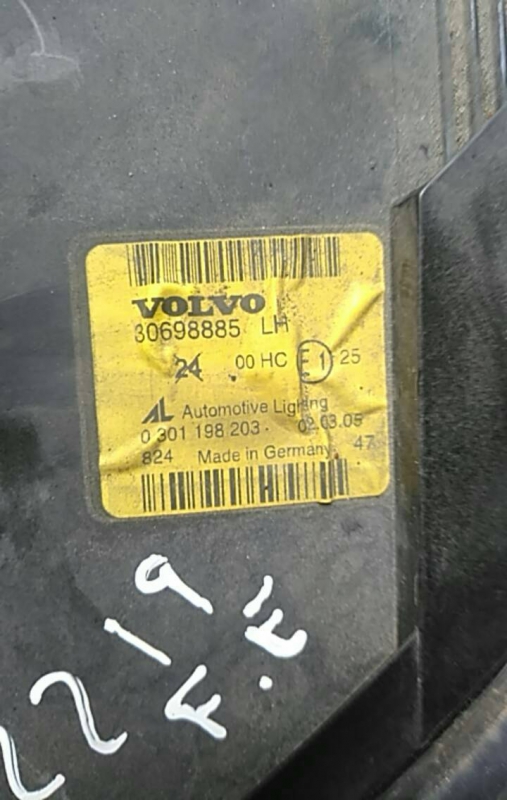 VOLVO
30698885 LH
24 00 HC E1 25
AL Automotive Lighting
0 301 198 203 02.03.05
824 Made in Germany 47
2219
F.E